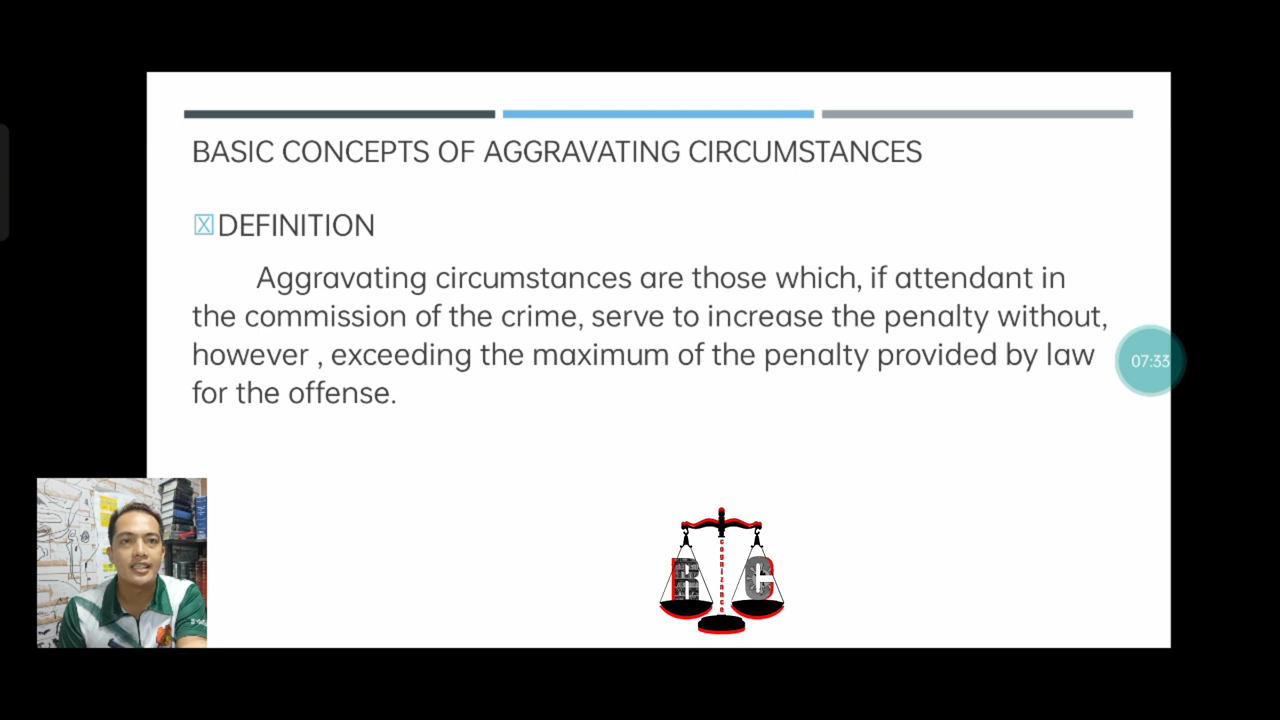 BASIC CONCEPTS OF AGGRAVATING CIRCUMSTANCES
DEFINITION
Aggravating circumstances are those which, if attendant in
the commission of the crime, serve to increase the penalty without,
however , exceeding the maximum of the penalty provided by law
for the offense.
07:33
R C
cognizance